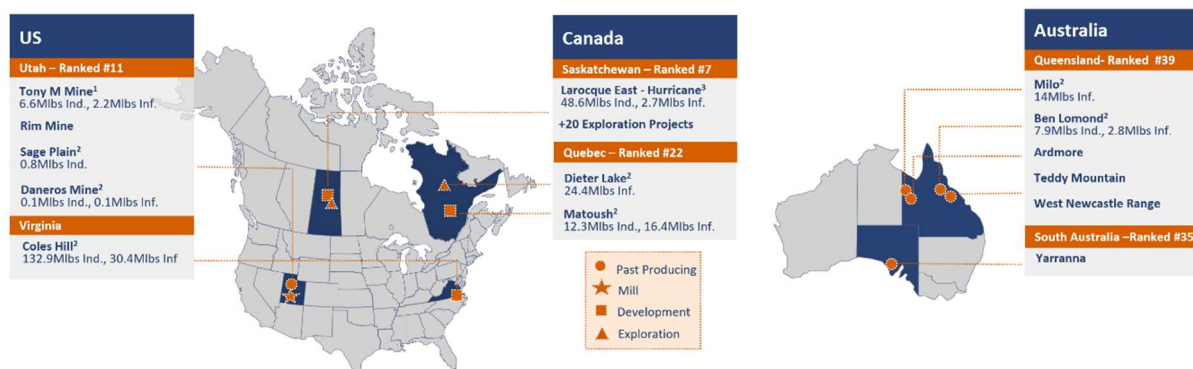 US
Utah – Ranked #11
Tony M Mine¹
6.6Mlbs Ind., 2.2Mlbs Inf.
Rim Mine
Sage Plain²
0.8Mlbs Ind.
Daneros Mine²
0.1Mlbs Ind., 0.1Mlbs Inf.
Virginia
Coles Hill²
132.9Mlbs Ind., 30.4Mlbs Inf
Canada
Saskatchewan – Ranked #7
Larocque East - Hurricane³
48.6Mlbs Ind., 2.7Mlbs Inf.
+20 Exploration Projects
Quebec – Ranked #22
Dieter Lake²
24.4Mlbs Inf.
Matoush²
12.3Mlbs Ind., 16.4Mlbs Inf.
Past Producing
Mill
Development
Exploration
Australia
Queensland- Ranked #39
Milo²
14Mlbs Inf.
Ben Lomond²
7.9Mlbs Ind., 2.8Mlbs Inf.
Ardmore
Teddy Mountain
West Newcastle Range
South Australia –Ranked #35
Yarranna